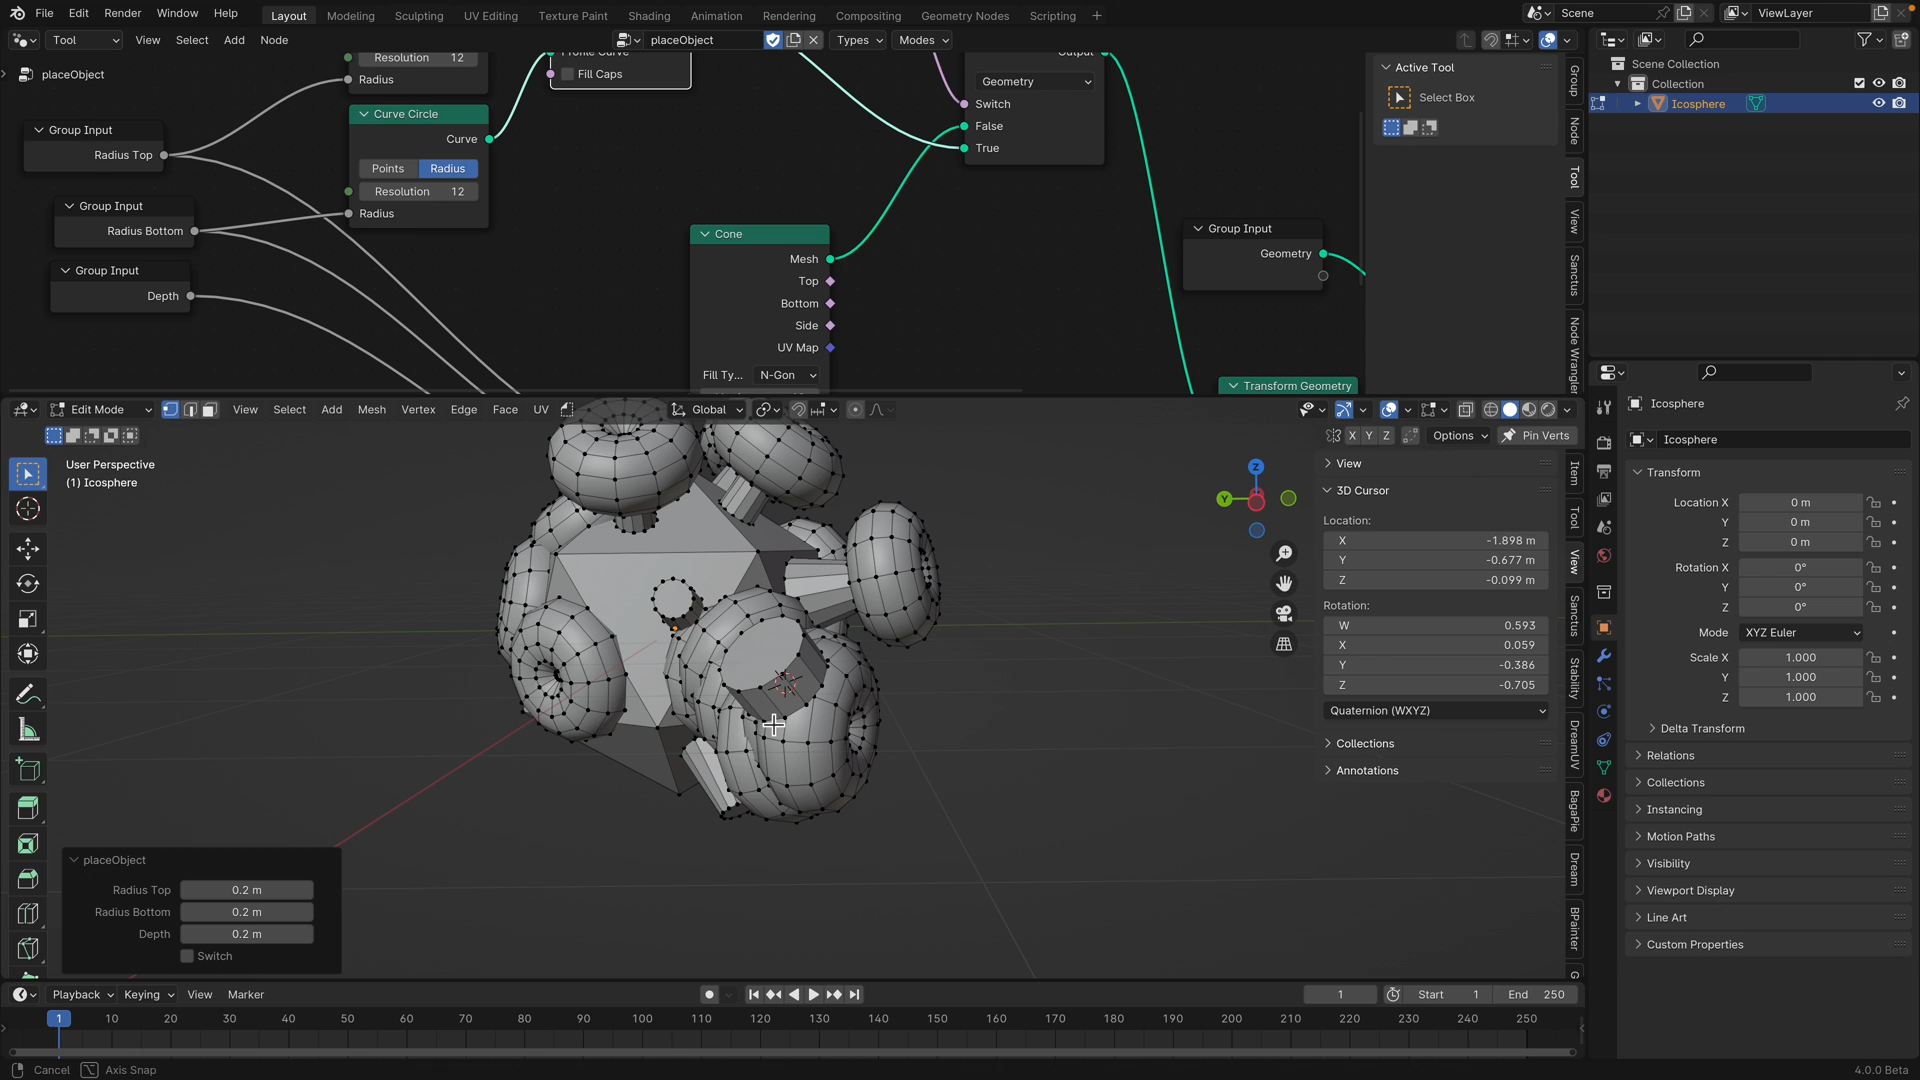 File Edit Render Window Help Layout Modeling Sculpting UV Editing Texture Paint Shading Animation Rendering Compositing Geometry Nodes Scripting + Scene ViewLayer
Tool View Select Add Node placeObject Types Modes
placeObject
Resolution 12
Radius
Curve Circle
Curve
Points Radius
Resolution 12
Radius
Group Input
Radius Top
Group Input
Radius Bottom
Group Input
Depth
Profile Curve
Fill Caps
Cone
Mesh
Top
Bottom
Side
UV Map
Fill Ty... N-Gon
Output
Geometry
Switch
False
True
Group Input
Geometry
Transform Geometry
Active Tool
Select Box
Group
Node
Tool
View
Sanctus
Node Wrangler
Scene Collection
Collection
Icosphere
Edit Mode View Select Add Mesh Vertex Edge Face UV Global
X Y Z Options Pin Verts
User Perspective
(1) Icosphere
Z
Y
View
3D Cursor
Location:
X -1.898 m
Y -0.677 m
Z -0.099 m
Rotation:
W 0.593
X 0.059
Y -0.386
Z -0.705
Quaternion (WXYZ)
Collections
Annotations
Item
Tool
View
Sanctus
Stability
DreamUV
BagaPie
Dream
BPainter
G
placeObject
Radius Top 0.2 m
Radius Bottom 0.2 m
Depth 0.2 m
Switch
Icosphere
Icosphere
Transform
Location X 0 m
Y 0 m
Z 0 m
Rotation X 0°
Y 0°
Z 0°
Mode XYZ Euler
Scale X 1.000
Y 1.000
Z 1.000
Delta Transform
Relations
Collections
Instancing
Motion Paths
Visibility
Viewport Display
Line Art
Custom Properties
Playback Keying View Marker 1 Start 1 End 250
1 10 20 30 40 50 60 70 80 90 100 110 120 130 140 150 160 170 180 190 200 210 220 230 240 250
Cancel Axis Snap 4.0.0 Beta